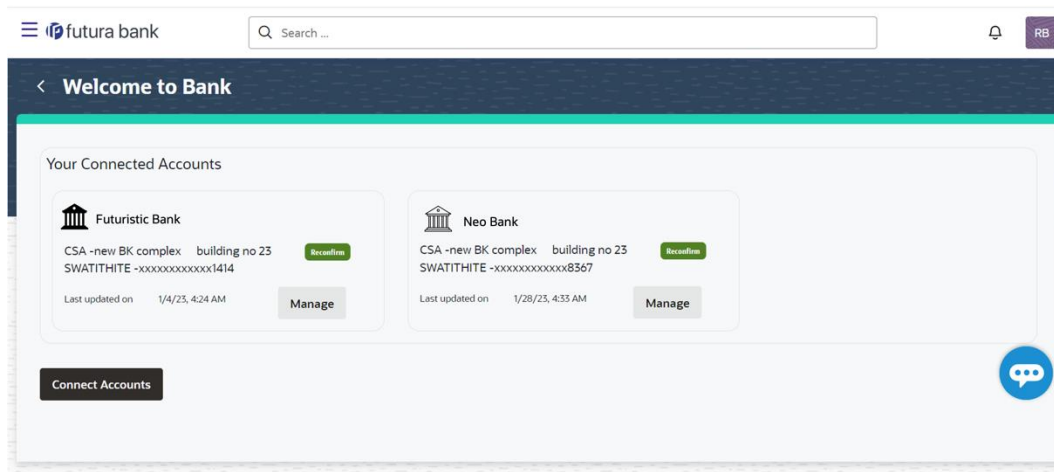 futura bank
Search ...
RB
Welcome to Bank
Your Connected Accounts
Futuristic Bank
CSA -new BK complex building no 23
SWATITHITE -xxxxxxxxxxxx1414
Reconfirm
Last updated on 1/4/23, 4:24 AM
Manage
Neo Bank
CSA -new BK complex building no 23
SWATITHITE -xxxxxxxxxxxx8367
Reconfirm
Last updated on 1/28/23, 4:33 AM
Manage
Connect Accounts